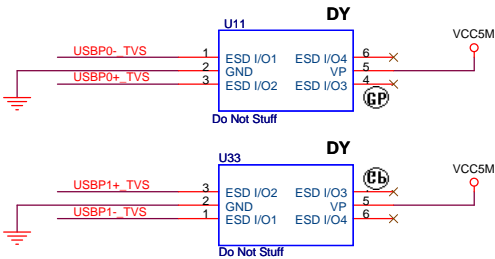 U11 DY
VCC5M
USBP0-_TVS 1 ESD I/O1 ESD I/O4 6
2 GND VP 5
USBP0+_TVS 3 ESD I/O2 ESD I/O3 4
GP
Do Not Stuff
U33 DY
VCC5M
USBP1+_TVS 3 ESD I/O2 ESD I/O3
2 GND VP 5
USBP1-_TVS 1 ESD I/O1 ESD I/O4 6
Do Not Stuff